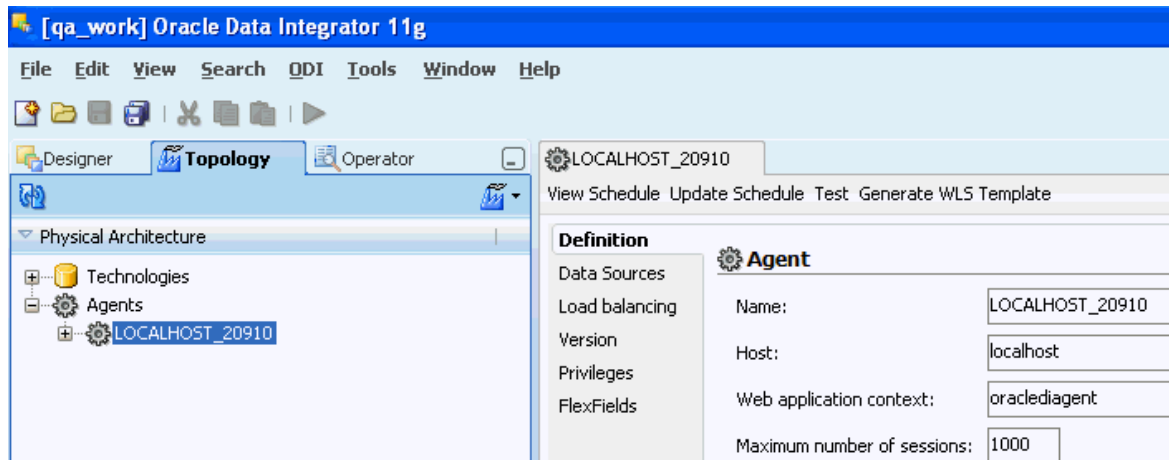 [qa_work] Oracle Data Integrator 11g
File Edit View Search ODI Tools Window Help
Designer Topology Operator
Physical Architecture
Technologies
Agents
LOCALHOST_20910
LOCALHOST_20910
View Schedule Update Schedule Test Generate WLS Template
Definition
Data Sources
Load balancing
Version
Privileges
FlexFields
Agent
Name: LOCALHOST_20910
Host: localhost
Web application context: oraclediagent
Maximum number of sessions: 1000